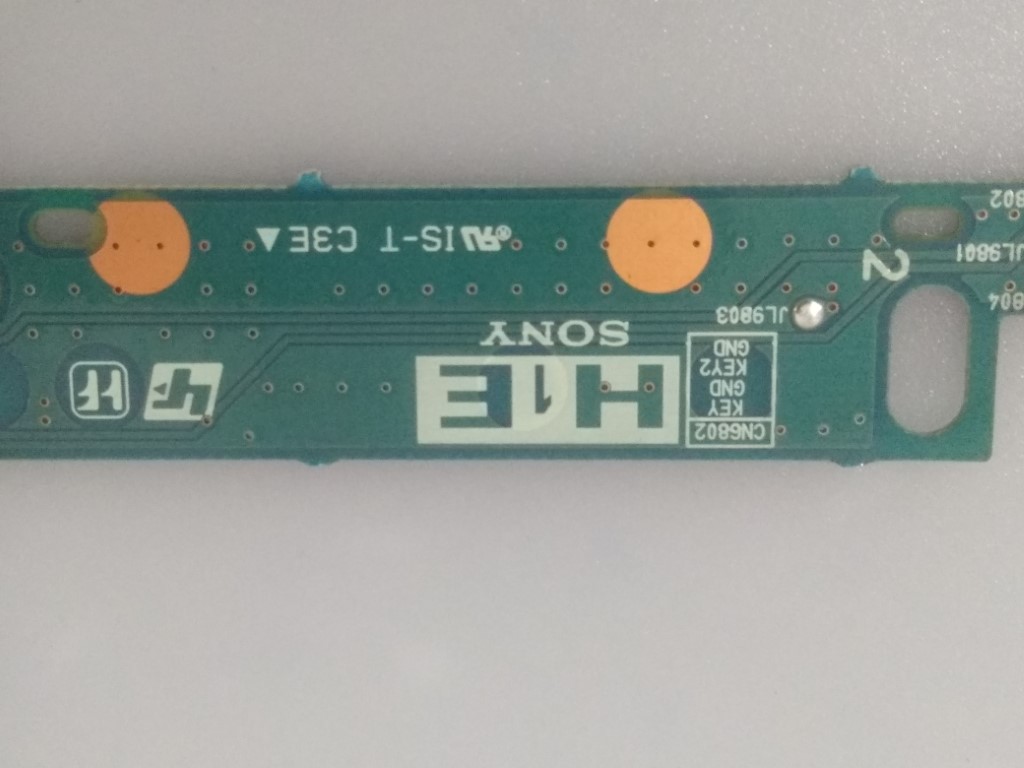 CN6802
KEY
GND
KEY2
GND
H1E
SONY
JL9803
2
804
JL9801
802
IS-T C3E▲